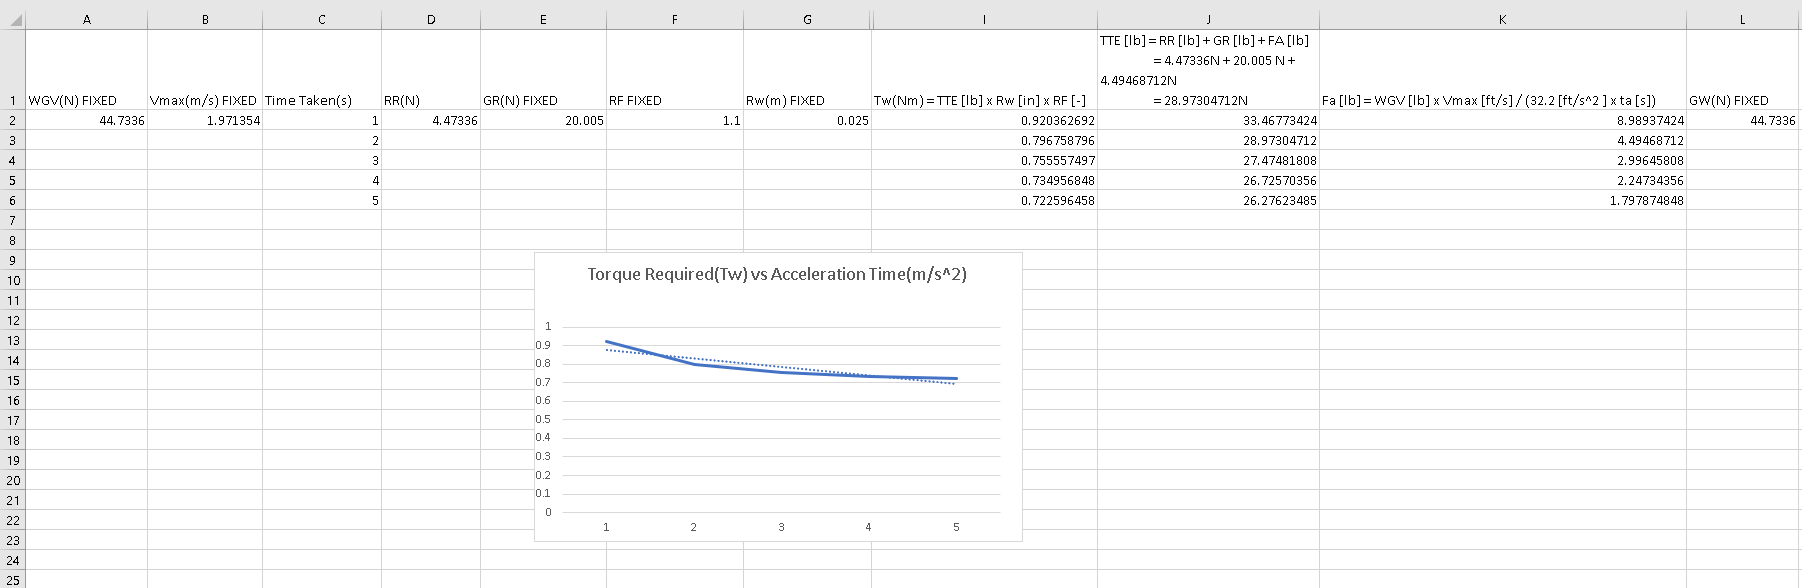 A B C D E F G I J K L
TTE [lb] = RR [lb] + GR [lb] + FA [lb]
= 4.47336N + 20.005 N +
4.49468712N
1 WGV(N) FIXED Vmax(m/s) FIXED Time Taken(s) RR(N) GR(N) FIXED RF FIXED Rw(m) FIXED Tw(Nm) = TTE [lb] x Rw [in] x RF [-] = 28.97304712N Fa [lb] = WGV [lb] x Vmax [ft/s] / (32.2 [ft/s^2 ] x ta [s]) GW(N) FIXED
2 44.7336 1.971354 1 4.47336 20.005 1.1 0.025 0.920362692 33.46773424 8.98937424 44.7336
3 2 0.796758796 28.97304712 4.49468712
4 3 0.755557497 27.47481808 2.99645808
5 4 0.734956848 26.72570356 2.24734356
6 5 0.722596458 26.27623485 1.797874848
7
8
9
10 Torque Required(Tw) vs Acceleration Time(m/s^2)
11
12
13
14
15
16
17
18
19
20
21
22
23
24
25
1
0.9
0.8
0.7
0.6
0.5
0.4
0.3
0.2
0.1
0
1 2 3 4 5